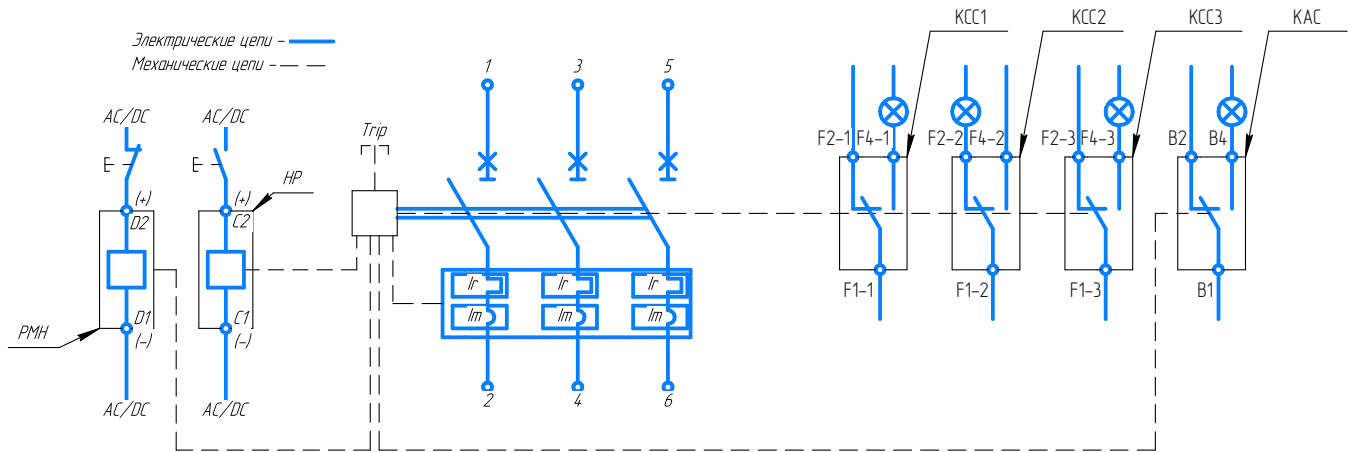 КСС1 КСС2 КСС3 КАС
Электрические цепи –
Механические цепи –
1 3 5
AC/DC AC/DC
Trip
F2-1 F4-1 F2-2 F4-2 F2-3 F4-3 B2 B4
HP
(+) (+)
D2 C2
Ir Ir Ir
F1-1 F1-2 F1-3 B1
Im Im Im
D1 C1
РМН
(-) (-)
2 4 6
AC/DC AC/DC